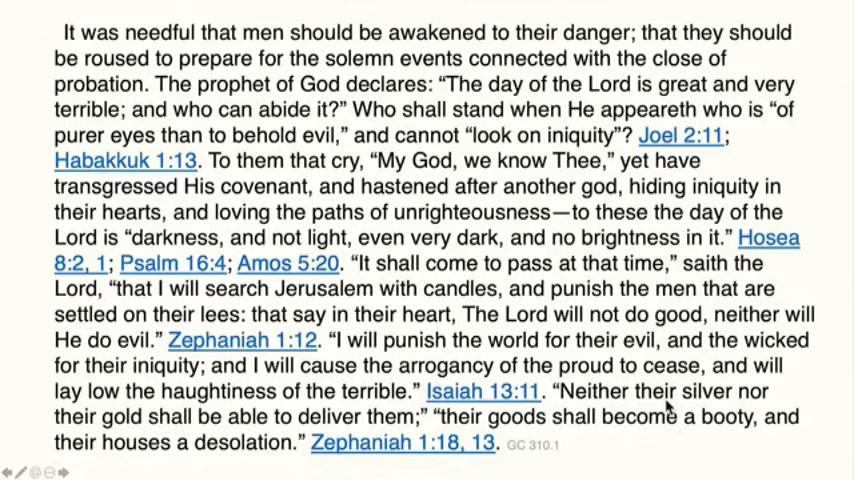 It was needful that men should be awakened to their danger; that they should
be roused to prepare for the solemn events connected with the close of
probation. The prophet of God declares: “The day of the Lord is great and very
terrible; and who can abide it?” Who shall stand when He appeareth who is “of
purer eyes than to behold evil,” and cannot “look on iniquity”? Joel 2:11;
Habakkuk 1:13. To them that cry, “My God, we know Thee,” yet have
transgressed His covenant, and hastened after another god, hiding iniquity in
their hearts, and loving the paths of unrighteousness—to these the day of the
Lord is “darkness, and not light, even very dark, and no brightness in it.” Hosea
8:2, 1; Psalm 16:4; Amos 5:20. “It shall come to pass at that time,” saith the
Lord, “that I will search Jerusalem with candles, and punish the men that are
settled on their lees: that say in their heart, The Lord will not do good, neither will
He do evil.” Zephaniah 1:12. “I will punish the world for their evil, and the wicked
for their iniquity; and I will cause the arrogancy of the proud to cease, and will
lay low the haughtiness of the terrible.” Isaiah 13:11. “Neither their silver nor
their gold shall be able to deliver them;” “their goods shall become a booty, and
their houses a desolation.” Zephaniah 1:18, 13. GC 310.1